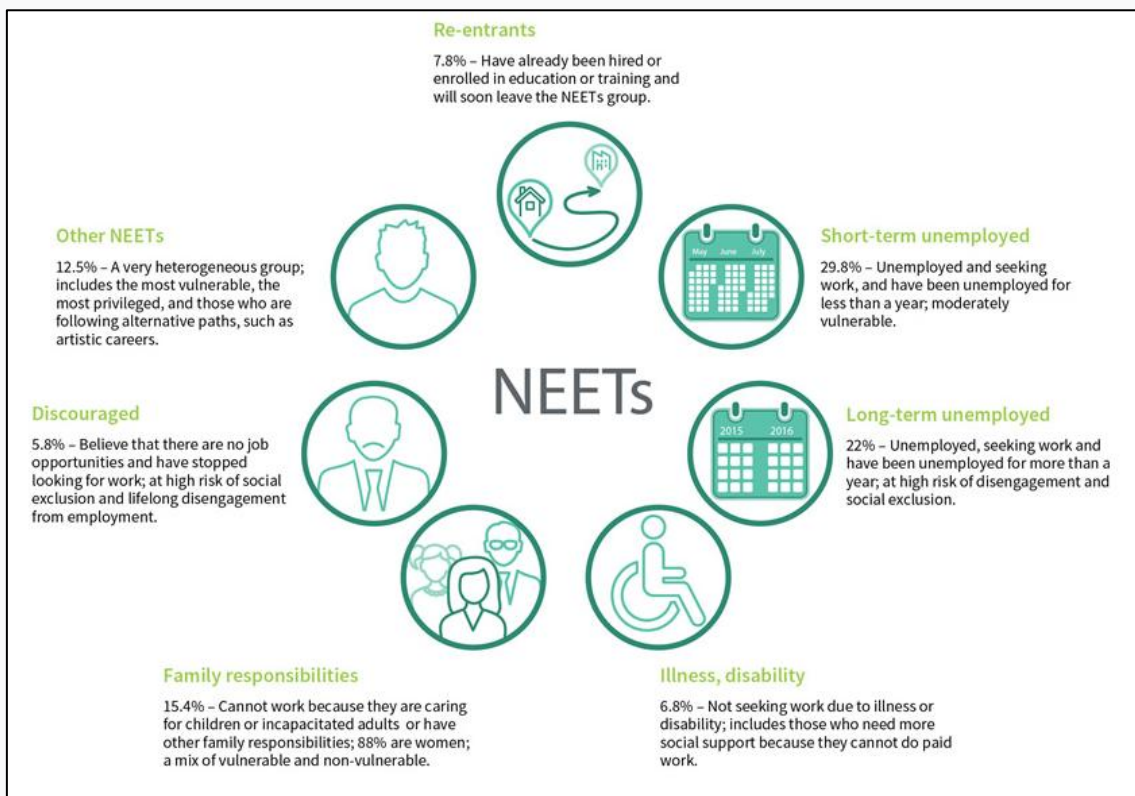 Re-entrants
7.8% – Have already been hired or
enrolled in education or training and
will soon leave the NEETs group.
Other NEETs
12.5% – A very heterogeneous group;
includes the most vulnerable, the
most privileged, and those who are
following alternative paths, such as
artistic careers.
May June July
Short-term unemployed
29.8% – Unemployed and seeking
work, and have been unemployed for
less than a year; moderately
vulnerable.
NEETs
Discouraged
5.8% – Believe that there are no job
opportunities and have stopped
looking for work; at high risk of social
exclusion and lifelong disengagement
from employment.
2015 2016
Long-term unemployed
22% – Unemployed, seeking work and
have been unemployed for more than a
year; at high risk of disengagement and
social exclusion.
Family responsibilities
15.4% – Cannot work because they are caring
for children or incapacitated adults or have
other family responsibilities; 88% are women;
a mix of vulnerable and non-vulnerable.
Illness, disability
6.8% – Not seeking work due to illness or
disability; includes those who need more
social support because they cannot do paid
work.